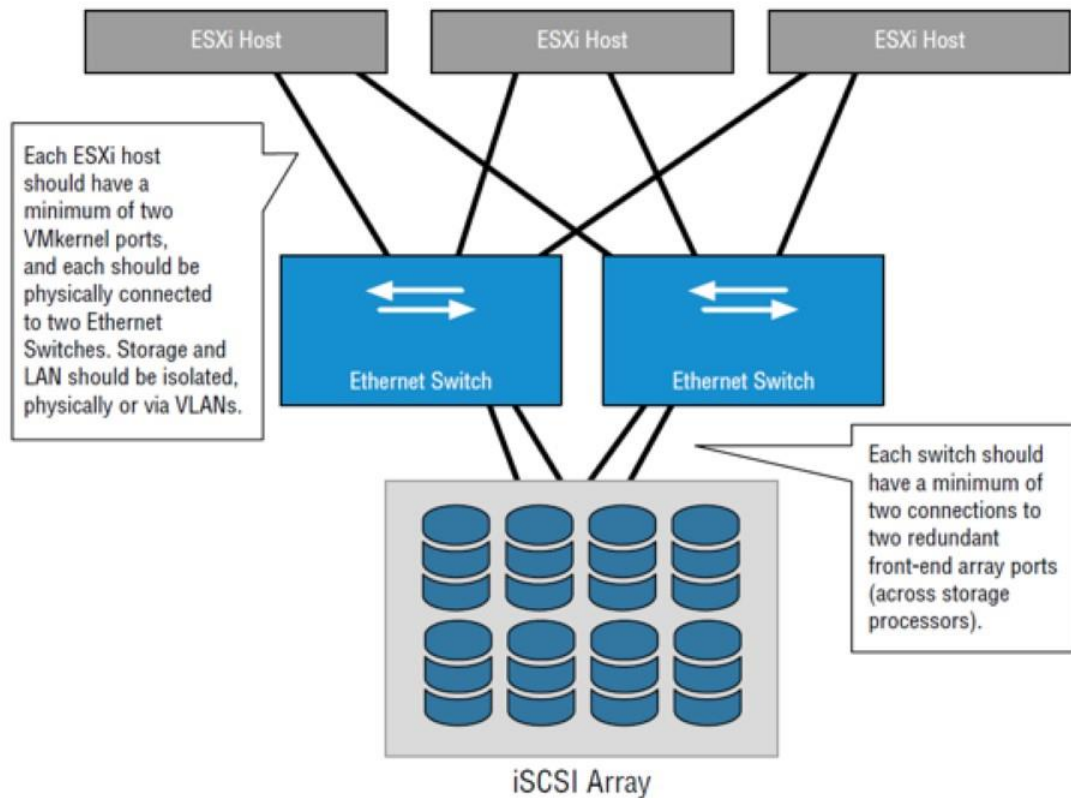 ESXi Host
ESXi Host
ESXi Host
Each ESXi host
should have a
minimum of two
VMkernel ports,
and each should be
physically connected
to two Ethernet
Switches. Storage and
LAN should be isolated,
physically or via VLANs.
Ethernet Switch
Ethernet Switch
Each switch should
have a minimum of
two connections to
two redundant
front-end array ports
(across storage
processors).
iSCSI Array